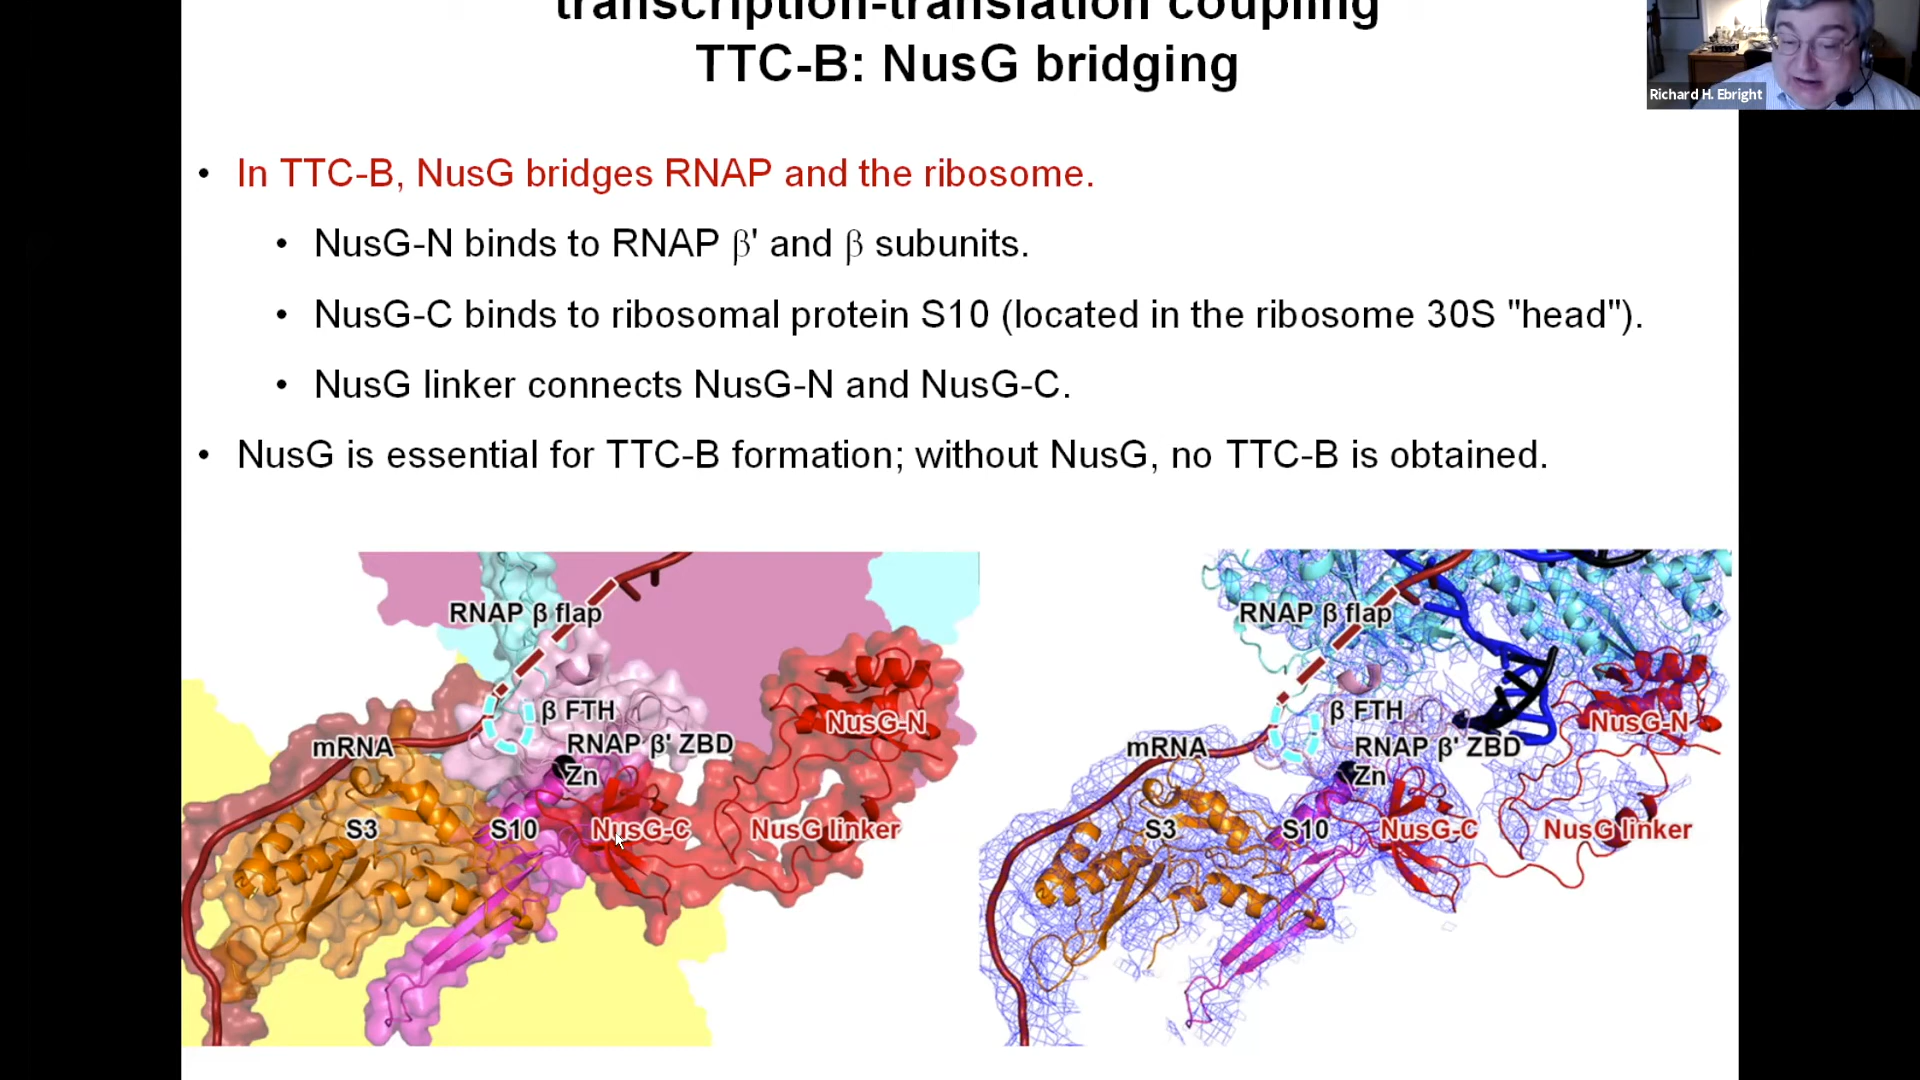 transcription-translation coupling
TTC-B: NusG bridging
Richard H. Ebright
• In TTC-B, NusG bridges RNAP and the ribosome.
• NusG-N binds to RNAP β' and β subunits.
• NusG-C binds to ribosomal protein S10 (located in the ribosome 30S "head").
• NusG linker connects NusG-N and NusG-C.
• NusG is essential for TTC-B formation; without NusG, no TTC-B is obtained.
RNAP β flap
β FTH
NusG-N
mRNA
RNAP β' ZBD
Zn
S3
S10
NusG-C
NusG linker
RNAP β flap
β FTH
NusG-N
mRNA
RNAP β' ZBD
Zn
S3
S10
NusG-C
NusG linker